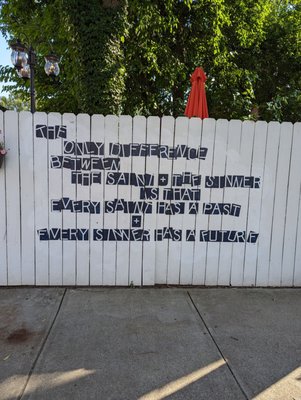 THE
ONLY DIFFERENCE
BETWEEN
THE SAINT + THE SINNER
IS THAT
EVERY SAINT HAS A PAST
+
EVERY SINNER HAS A FUTURE